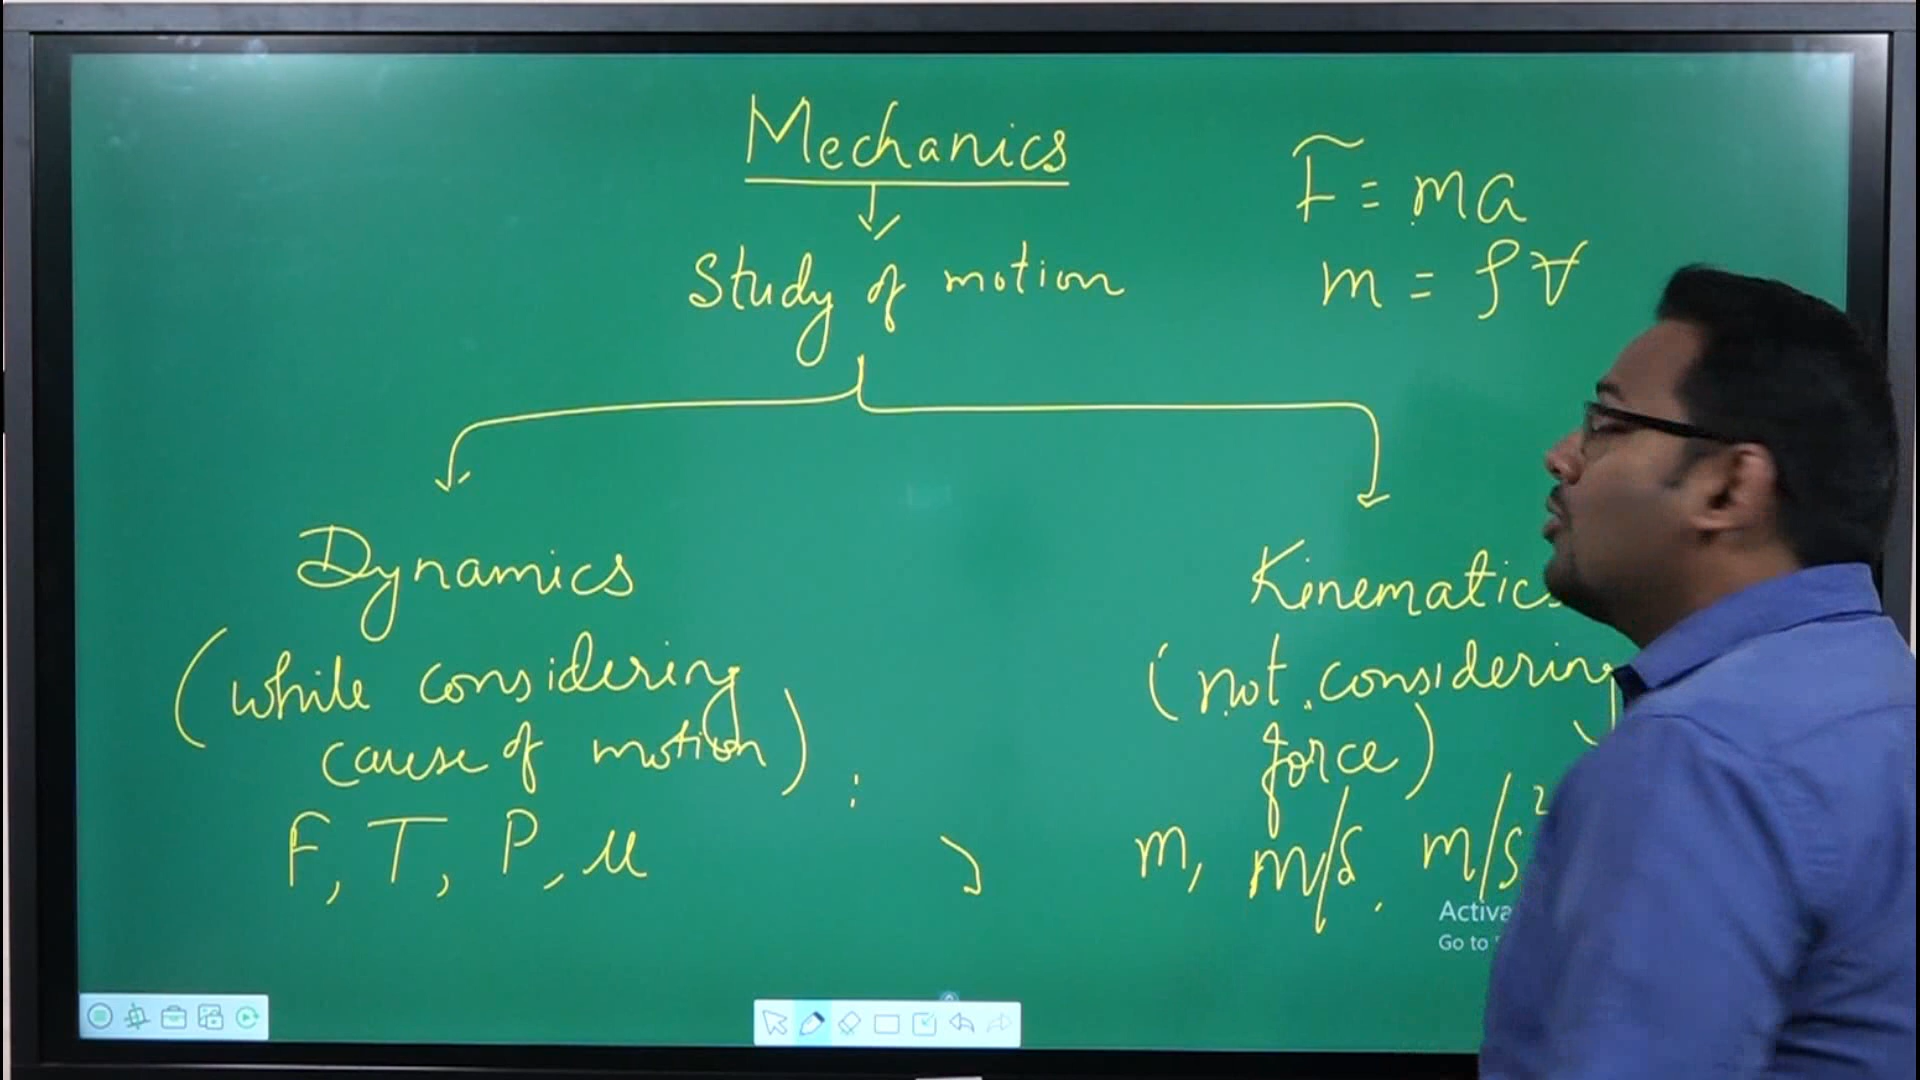 Mechanics
Study of motion
F̃ = ma
m = ρ∀
Dynamics
(while considering
cause of motion)
F, T, P, μ
Kinematics
(not considering
force)
m, m/s, m/s²
Activa
Go to